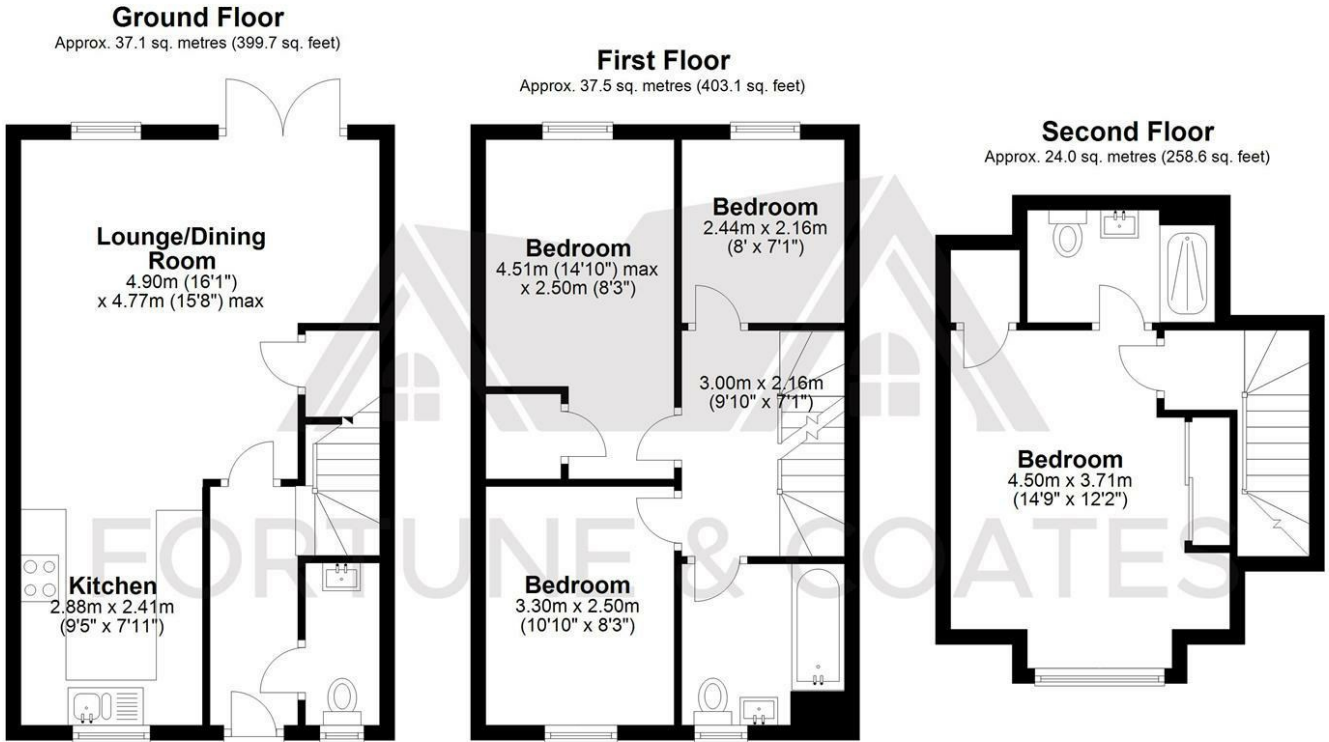 Ground Floor
Approx. 37.1 sq. metres (399.7 sq. feet)
Lounge/Dining
Room
4.90m (16'1")
x 4.77m (15'8") max
Kitchen
2.88m x 2.41m
(9'5" x 7'11")
First Floor
Approx. 37.5 sq. metres (403.1 sq. feet)
Bedroom
4.51m (14'10") max
x 2.50m (8'3")
Bedroom
2.44m x 2.16m
(8' x 7'1")
3.00m x 2.16m
(9'10" x 7'1")
Bedroom
3.30m x 2.50m
(10'10" x 8'3")
Second Floor
Approx. 24.0 sq. metres (258.6 sq. feet)
Bedroom
4.50m x 3.71m
(14'9" x 12'2")
FORTUNE & COATES